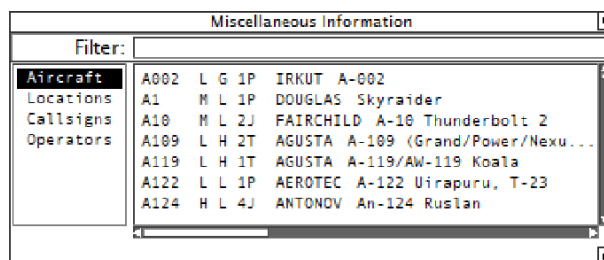 Miscellaneous Information
Filter:
Aircraft
Locations
Callsigns
Operators
A002 L G 1P IRKUT A-002
A1 M L 1P DOUGLAS Skyraider
A10 M L 2J FAIRCHILD A-10 Thunderbolt 2
A109 L H 2T AGUSTA A-109 (Grand/Power/Nexu...
A119 L H 1T AGUSTA A-119/AW-119 Koala
A122 L L 1P AEROTEC A-122 Uirapuru, T-23
A124 H L 4J ANTONOV An-124 Ruslan